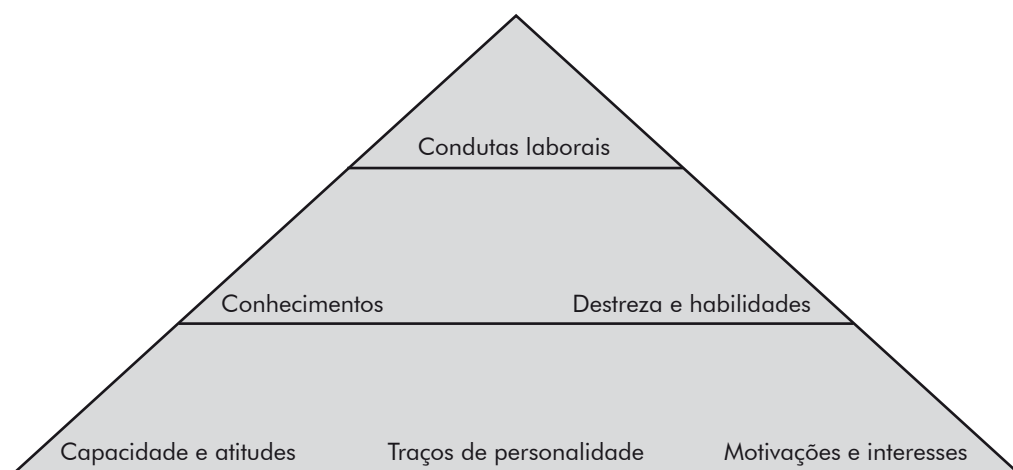 Condutas laborais
Conhecimentos Destreza e habilidades
Capacidade e atitudes Traços de personalidade Motivações e interesses